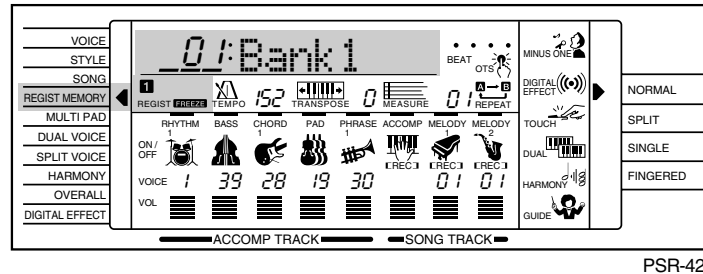 VOICE
STYLE
SONG
REGIST MEMORY
MULTI PAD
DUAL VOICE
SPLIT VOICE
HARMONY
OVERALL
DIGITAL EFFECT
01: Bank 1
BEAT
OTS
1
REGIST FREEZE TEMPO 152 TRANSPOSE 0 MEASURE 01 A B REPEAT
RHYTHM 1 BASS CHORD 1 PAD PHRASE 1 ACCOMP MELODY 1 MELODY 2
ON / OFF
[REC] [REC] [REC]
VOICE 1 39 28 19 30 01 01
VOL
MINUS ONE
DIGITAL EFFECT
TOUCH
DUAL
HARMONY
GUIDE
NORMAL
SPLIT
SINGLE
FINGERED
ACCOMP TRACK SONG TRACK
PSR-42